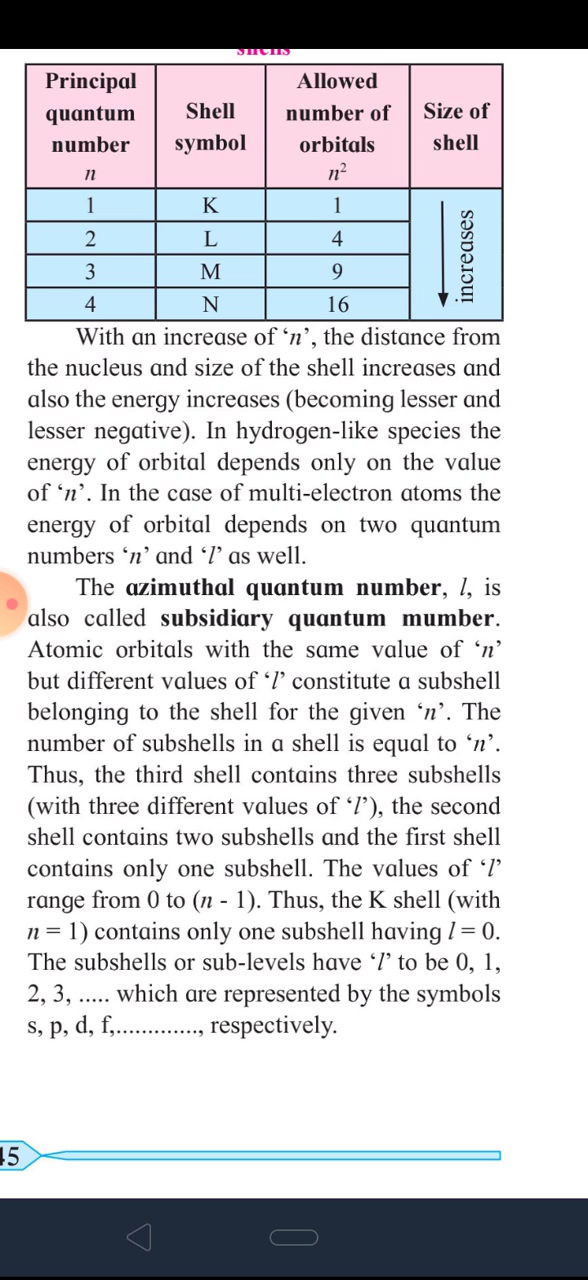 shells
Principal
quantum
number
n
Shell
symbol
Allowed
number of
orbitals
n²
Size of
shell
1 K 1
2 L 4
3 M 9
4 N 16
increases
With an increase of ‘n’, the distance from
the nucleus and size of the shell increases and
also the energy increases (becoming lesser and
lesser negative). In hydrogen-like species the
energy of orbital depends only on the value
of ‘n’. In the case of multi-electron atoms the
energy of orbital depends on two quantum
numbers ‘n’ and ‘l’ as well.
The azimuthal quantum number, l, is
also called subsidiary quantum mumber.
Atomic orbitals with the same value of ‘n’
but different values of ‘l’ constitute a subshell
belonging to the shell for the given ‘n’. The
number of subshells in a shell is equal to ‘n’.
Thus, the third shell contains three subshells
(with three different values of ‘l’), the second
shell contains two subshells and the first shell
contains only one subshell. The values of ‘l’
range from 0 to (n - 1). Thus, the K shell (with
n = 1) contains only one subshell having l = 0.
The subshells or sub-levels have ‘l’ to be 0, 1,
2, 3, ..... which are represented by the symbols
s, p, d, f,............., respectively.
45